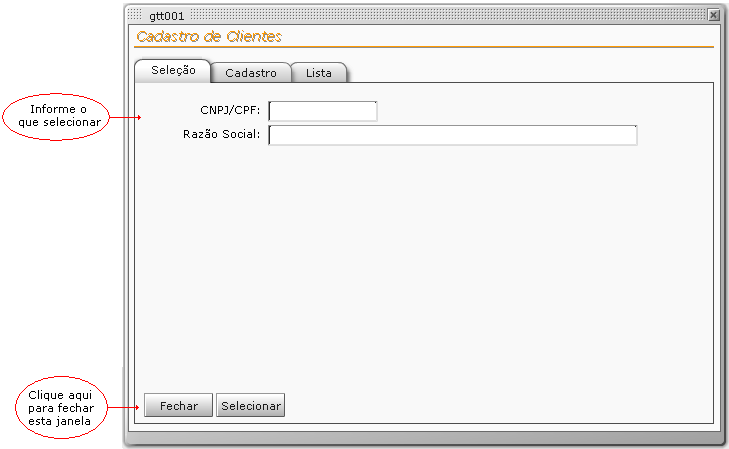 gtt001
Cadastro de Clientes
Seleção
Cadastro
Lista
Informe o
que selecionar
CNPJ/CPF:
Razão Social:
Clique aqui
para fechar
esta janela
Fechar
Selecionar